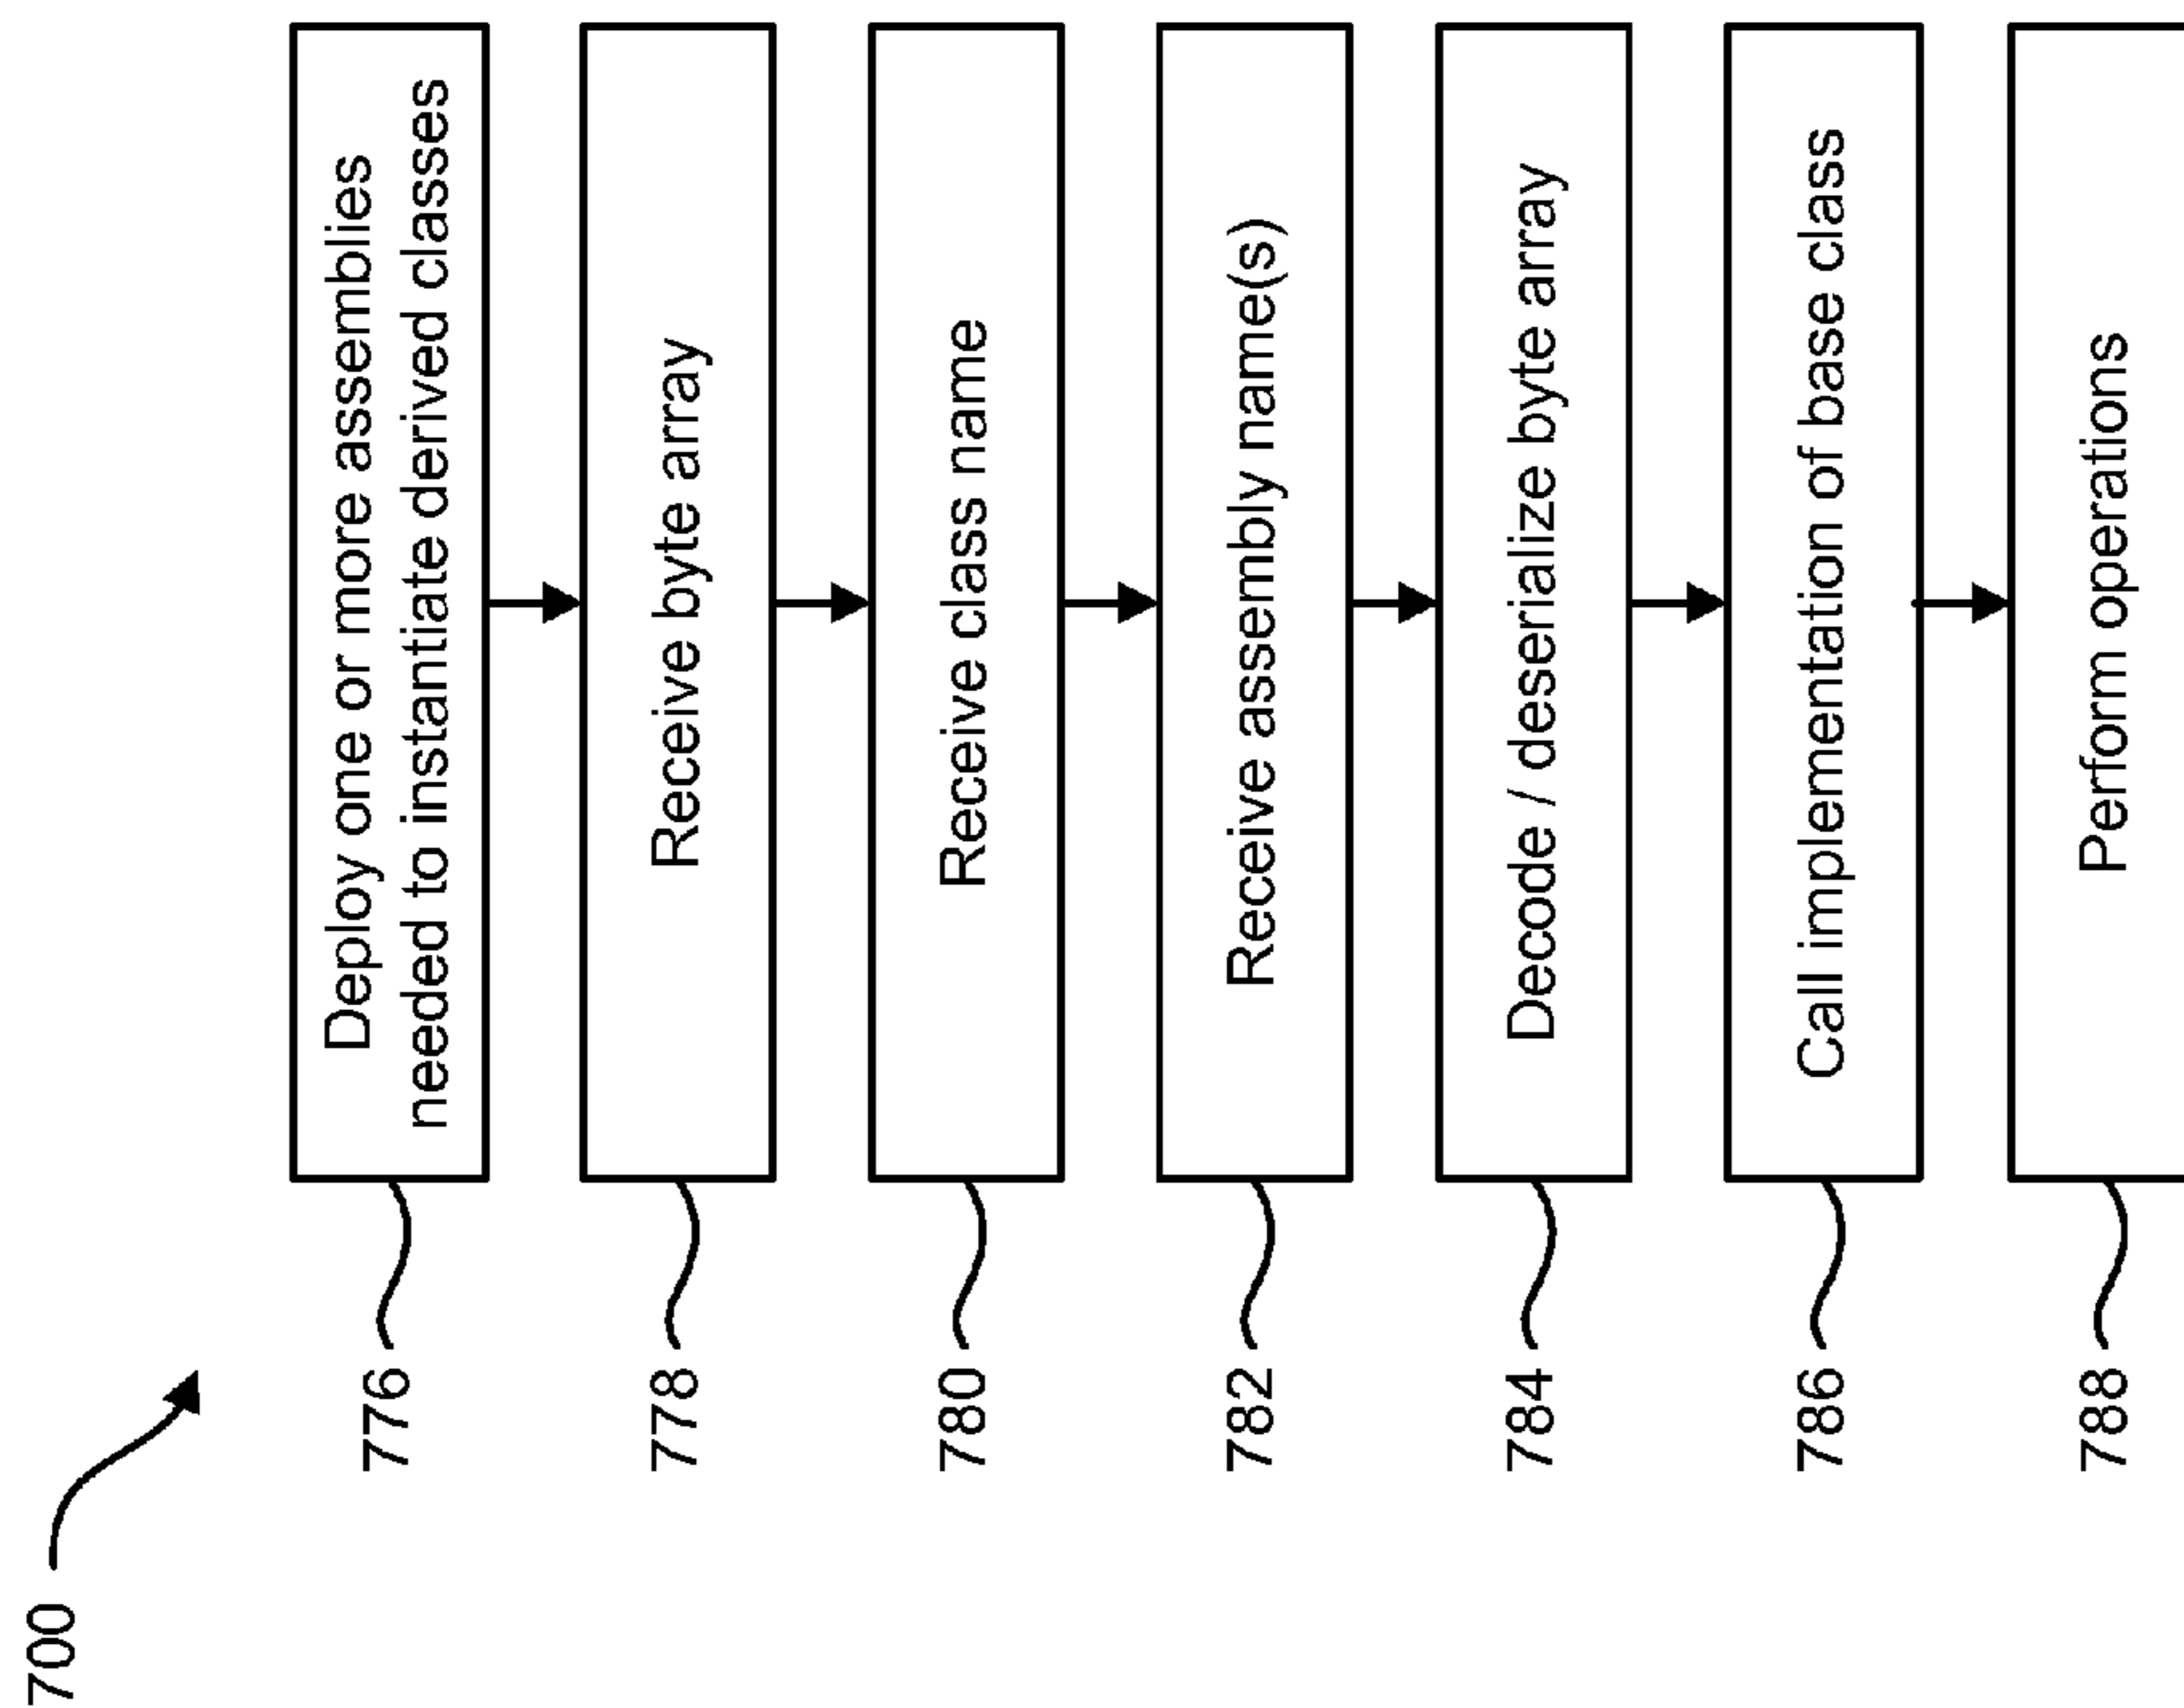 700
776
Deploy one or more assemblies
needed to instantiate derived classes
778
Receive byte array
780
Receive class name
782
Receive assembly name(s)
784
Decode / deserialize byte array
786
Call implementation of base class
788
Perform operations